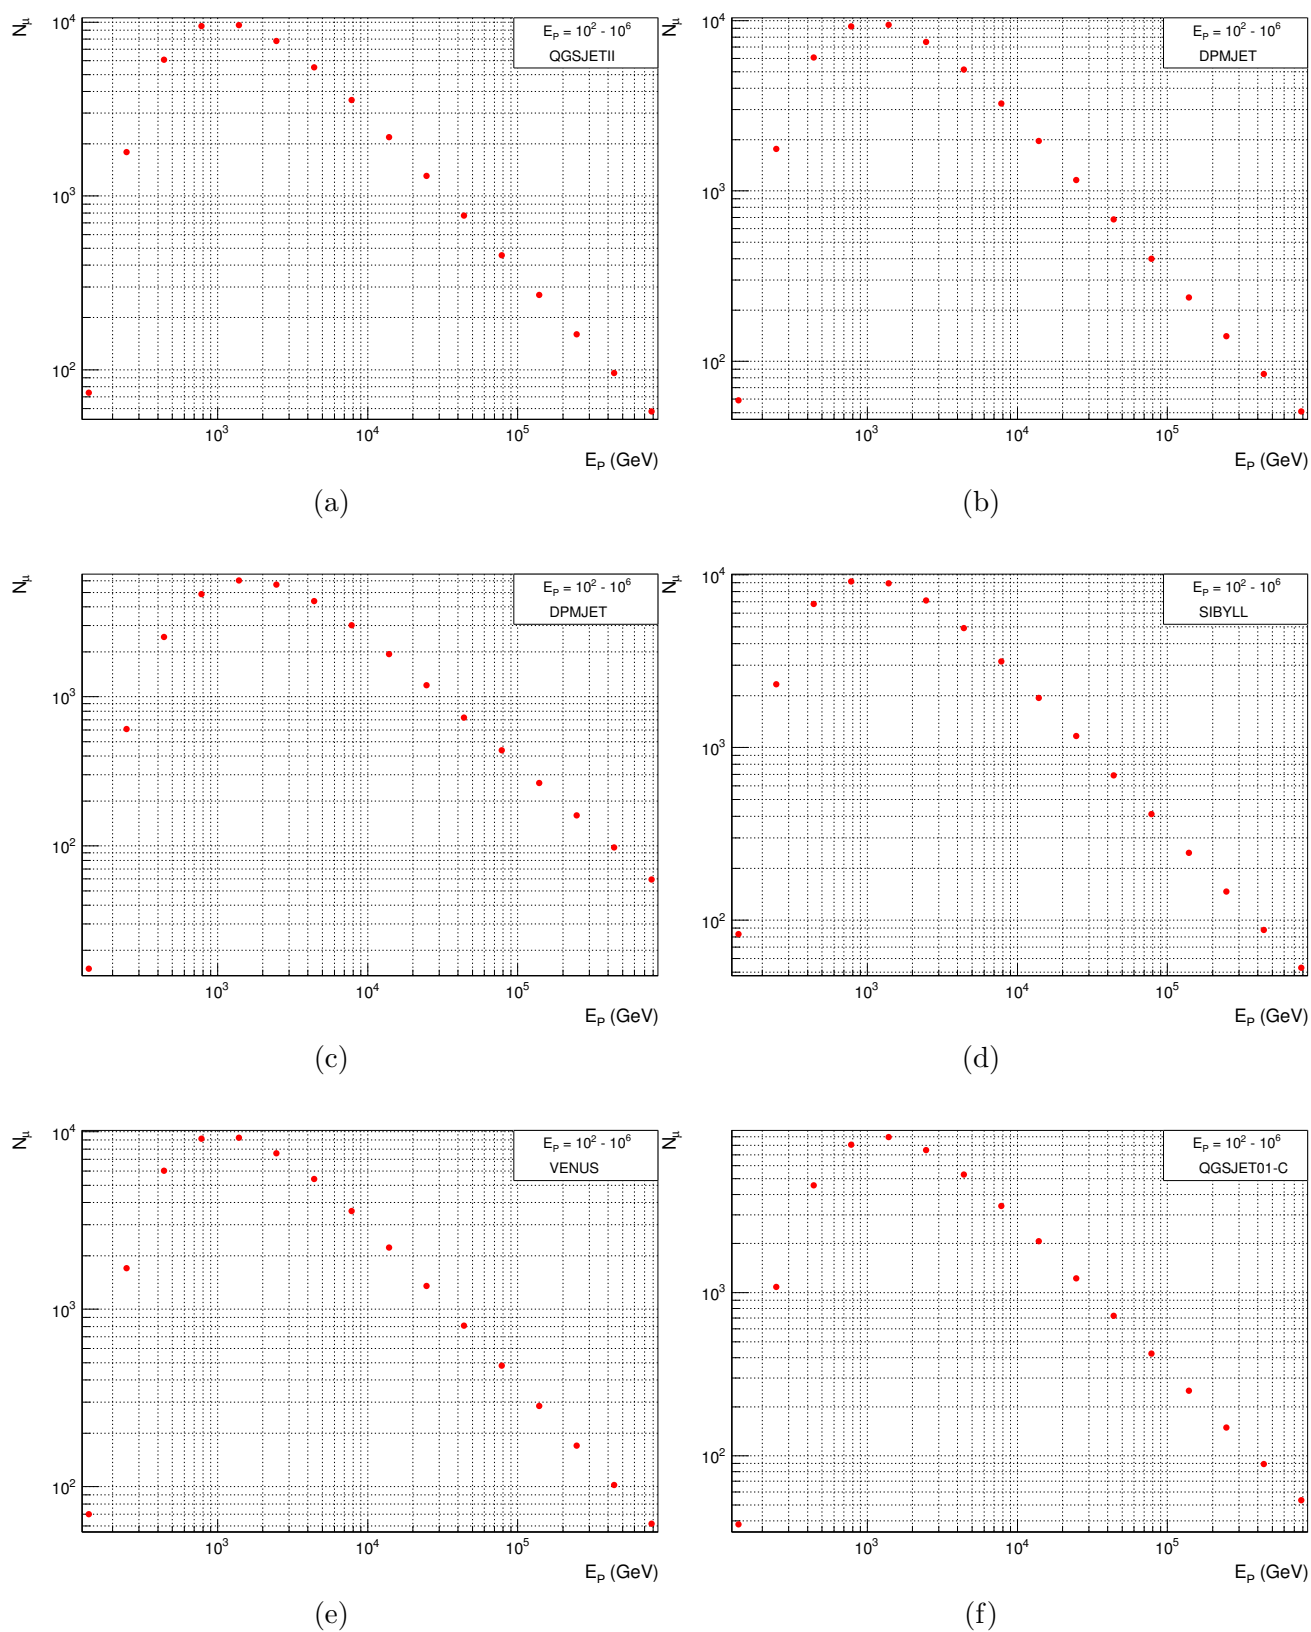 N_μ
10^4
10^3
10^2
E_P = 10^2 - 10^6
QGSJETII
10^3
10^4
10^5
E_P (GeV)
(a)
N_μ
10^4
10^3
10^2
E_P = 10^2 - 10^6
DPMJET
10^3
10^4
10^5
E_P (GeV)
(b)
N_μ
10^3
10^2
E_P = 10^2 - 10^6
DPMJET
10^3
10^4
10^5
E_P (GeV)
(c)
N_μ
10^4
10^3
10^2
E_P = 10^2 - 10^6
SIBYLL
10^3
10^4
10^5
E_P (GeV)
(d)
N_μ
10^4
10^3
10^2
E_P = 10^2 - 10^6
VENUS
10^3
10^4
10^5
E_P (GeV)
(e)
N_μ
10^3
10^2
E_P = 10^2 - 10^6
QGSJET01-C
10^3
10^4
10^5
E_P (GeV)
(f)